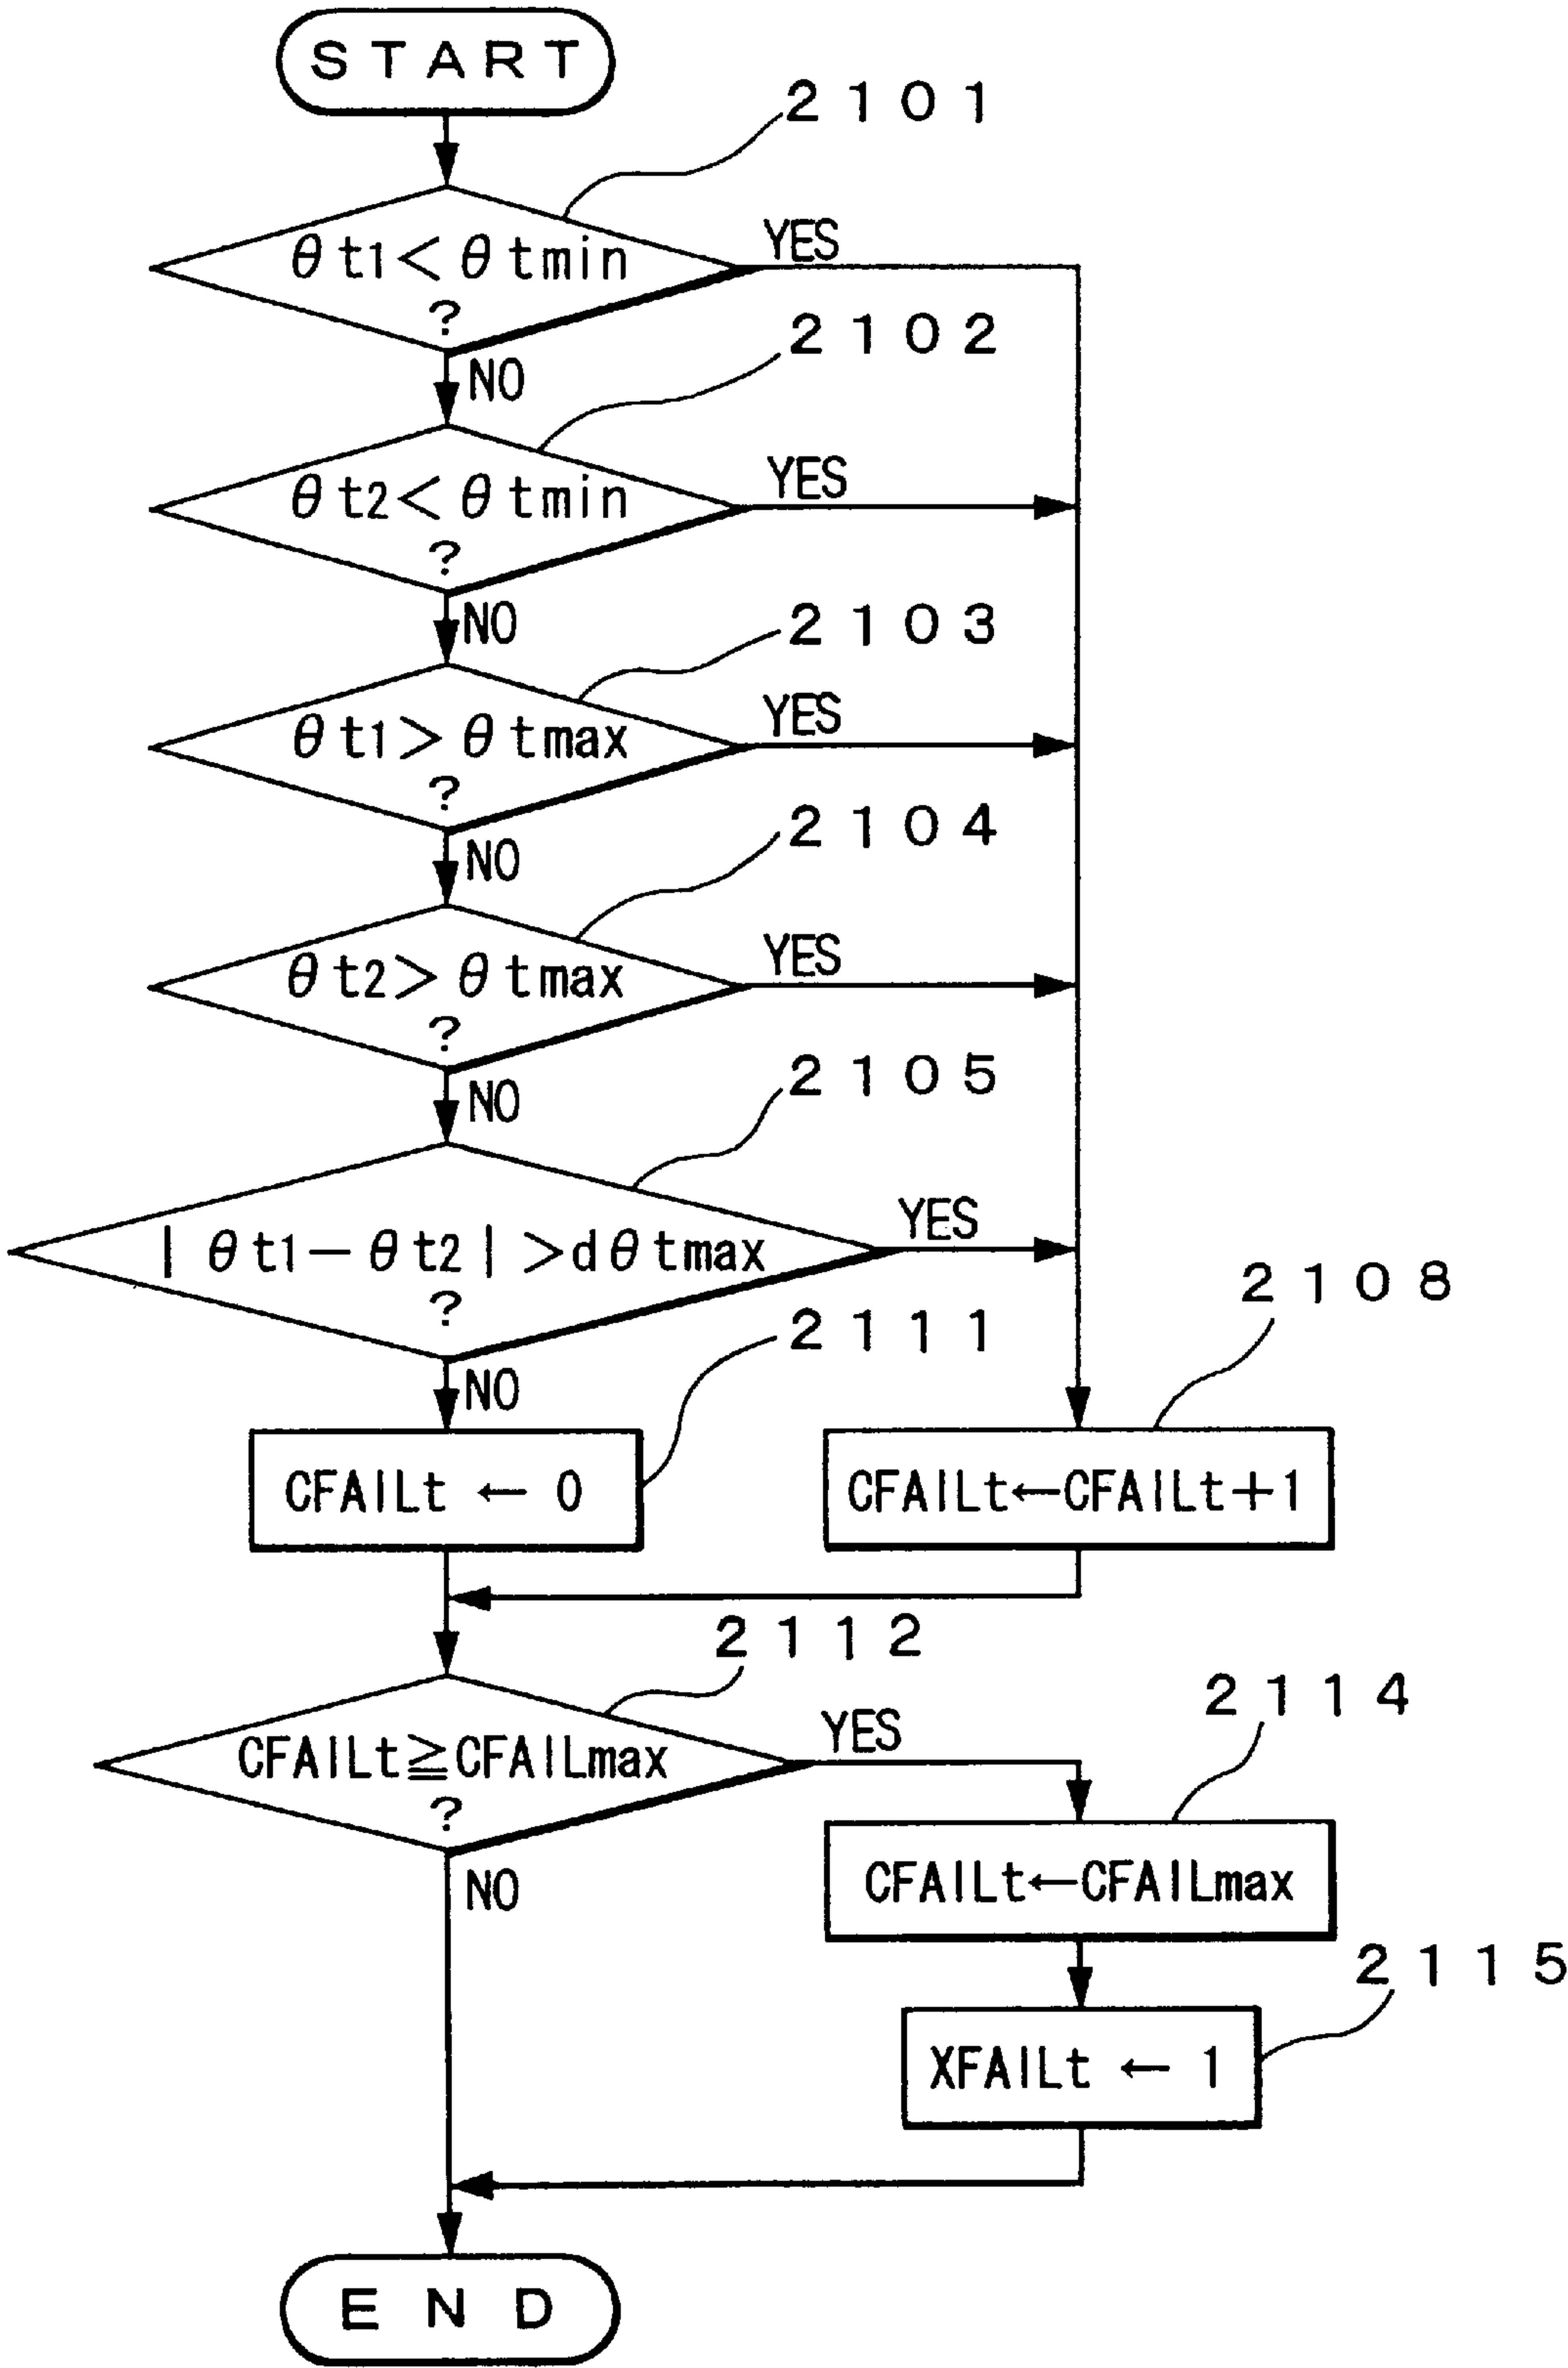 START
2101
θt1<θtmin
?
YES
NO
2102
θt2<θtmin
?
YES
NO
2103
θt1>θtmax
?
YES
NO
2104
θt2>θtmax
?
YES
NO
2105
|θt1−θt2|>dθtmax
?
YES
NO
2111
CFAILt ← 0
2108
CFAILt←CFAILt+1
2112
CFAILt≧CFAILmax
?
YES
NO
2114
CFAILt←CFAILmax
2115
XFAILt ← 1
END